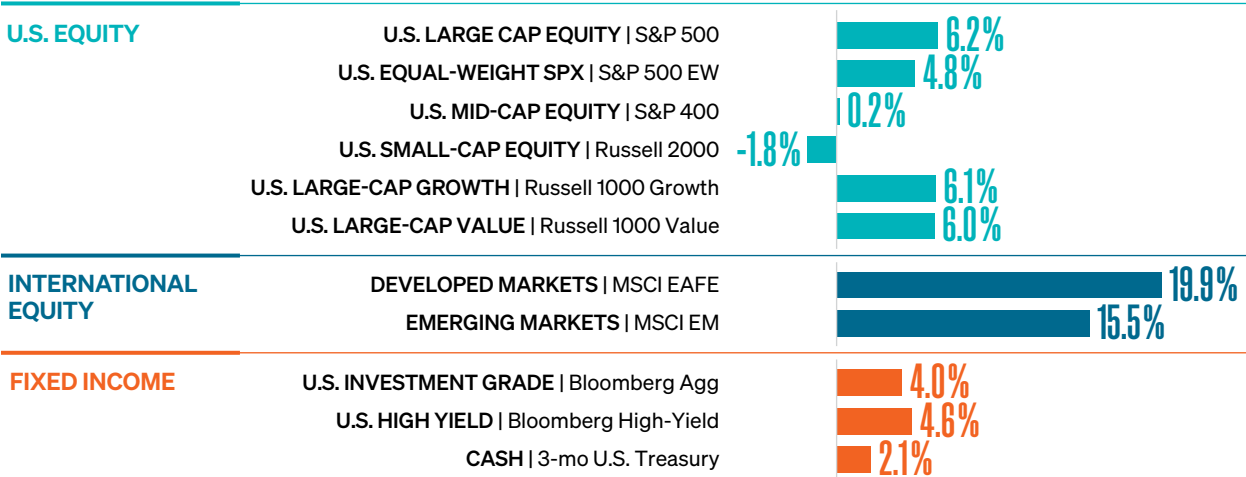 U.S. EQUITY
U.S. LARGE CAP EQUITY | S&P 500 6.2%
U.S. EQUAL-WEIGHT SPX | S&P 500 EW 4.8%
U.S. MID-CAP EQUITY | S&P 400 0.2%
U.S. SMALL-CAP EQUITY | Russell 2000 -1.8%
U.S. LARGE-CAP GROWTH | Russell 1000 Growth 6.1%
U.S. LARGE-CAP VALUE | Russell 1000 Value 6.0%
INTERNATIONAL
EQUITY
DEVELOPED MARKETS | MSCI EAFE 19.9%
EMERGING MARKETS | MSCI EM 15.5%
FIXED INCOME
U.S. INVESTMENT GRADE | Bloomberg Agg 4.0%
U.S. HIGH YIELD | Bloomberg High-Yield 4.6%
CASH | 3-mo U.S. Treasury 2.1%